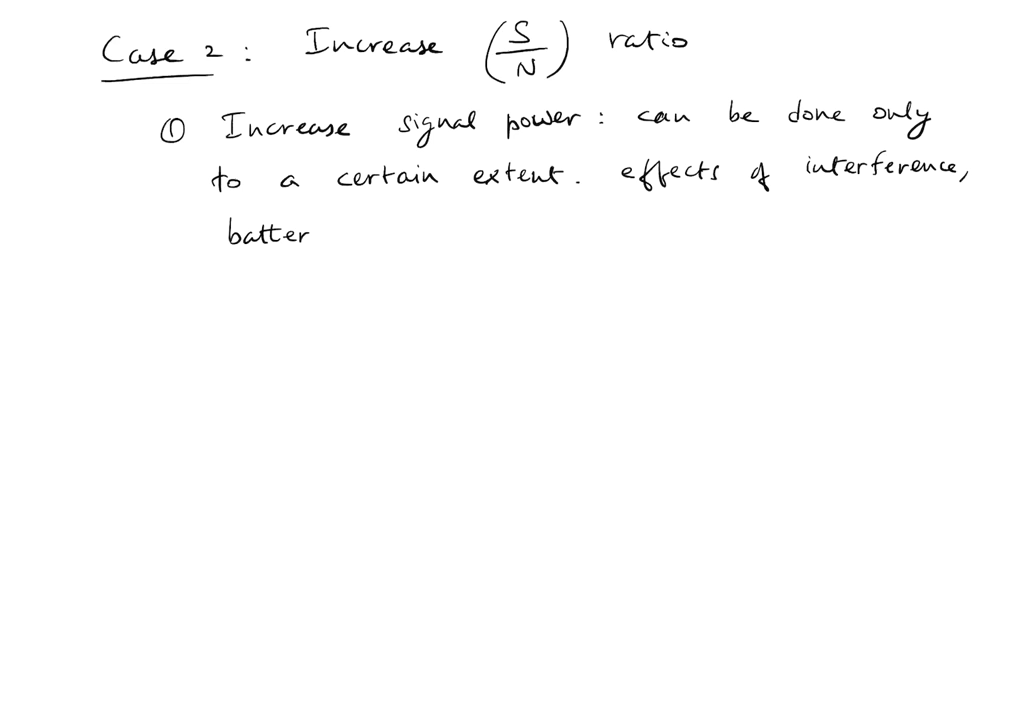 Case 2 : Increase (S/N) ratio
① Increase signal power : can be done only
to a certain extent. effects of interference,
batter